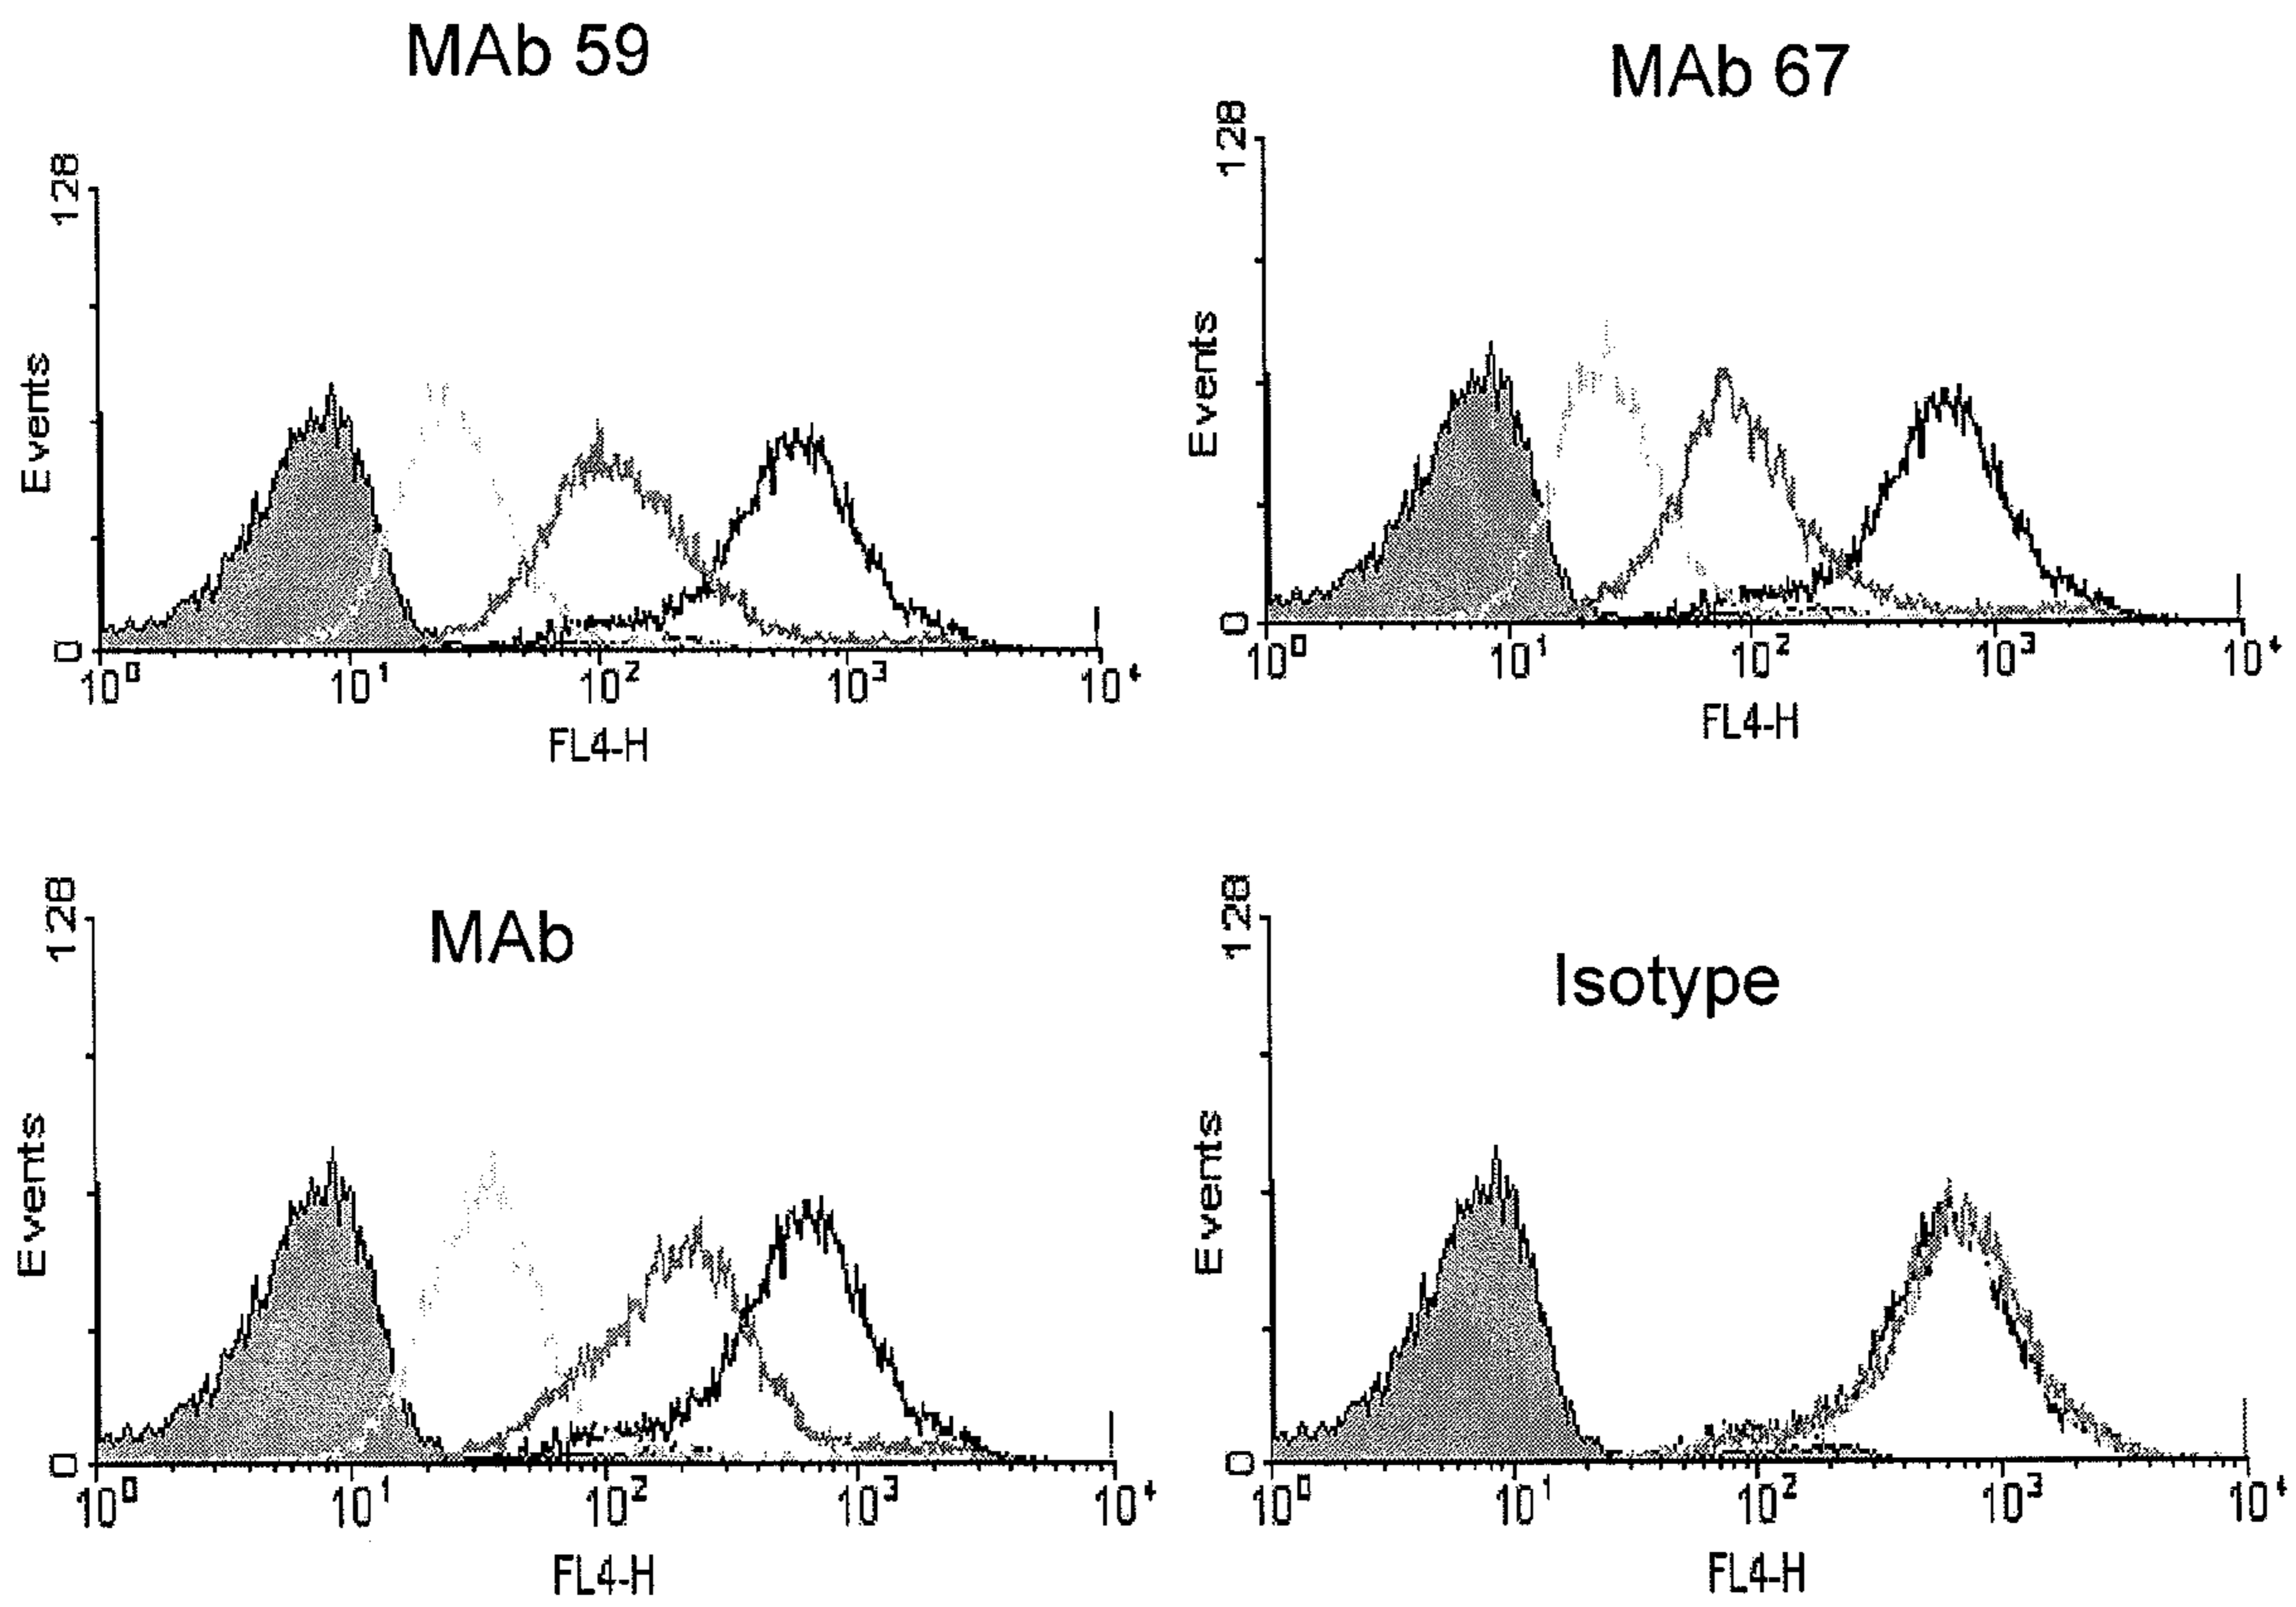 MAb 59
128
Events
0
10⁰ 10¹ 10² 10³ 10⁴
FL4-H
MAb 67
128
Events
0
10⁰ 10¹ 10² 10³ 10⁴
FL4-H
MAb
128
Events
0
10⁰ 10¹ 10² 10³ 10⁴
FL4-H
Isotype
128
Events
0
10⁰ 10¹ 10² 10³ 10⁴
FL4-H